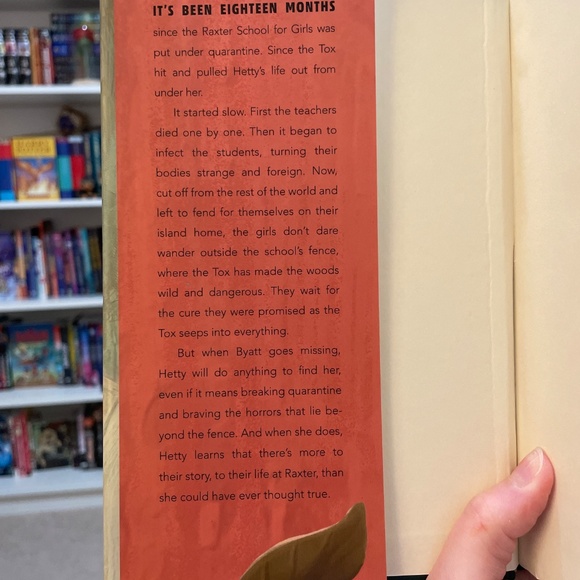 IT'S BEEN EIGHTEEN MONTHS
since the Raxter School for Girls was
put under quarantine. Since the Tox
hit and pulled Hetty's life out from
under her.
It started slow. First the teachers
died one by one. Then it began to
infect the students, turning their
bodies strange and foreign. Now,
cut off from the rest of the world and
left to fend for themselves on their
island home, the girls don't dare
wander outside the school's fence,
where the Tox has made the woods
wild and dangerous. They wait for
the cure they were promised as the
Tox seeps into everything.
But when Byatt goes missing,
Hetty will do anything to find her,
even if it means breaking quarantine
and braving the horrors that lie be-
yond the fence. And when she does,
Hetty learns that there's more to
their story, to their life at Raxter, than
she could have ever thought true.